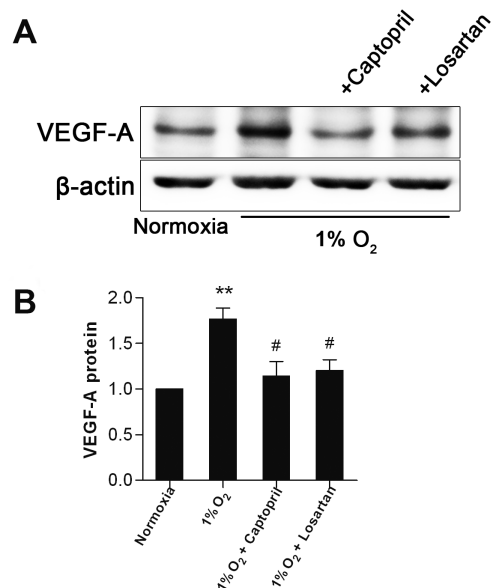 A
+Captopril
+Losartan
VEGF-A
β-actin
Normoxia
1% O₂
B
VEGF-A protein
2.0
1.5
1.0
0.5
0.0
**
#
#
Normoxia
1% O₂
1% O₂ + Captopril
1% O₂ + Losartan